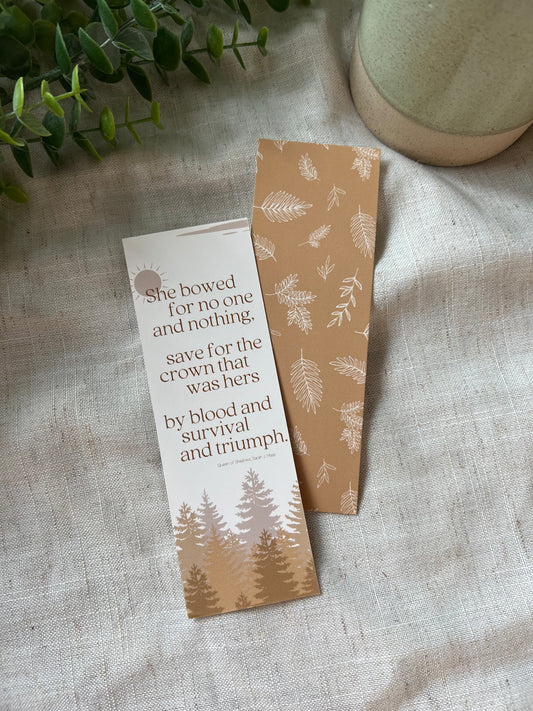 She bowed
for no one
and nothing,
save for the
crown that
was hers
by blood and
survival
and triumph.
Queen of Shadows, Sarah J. Maas